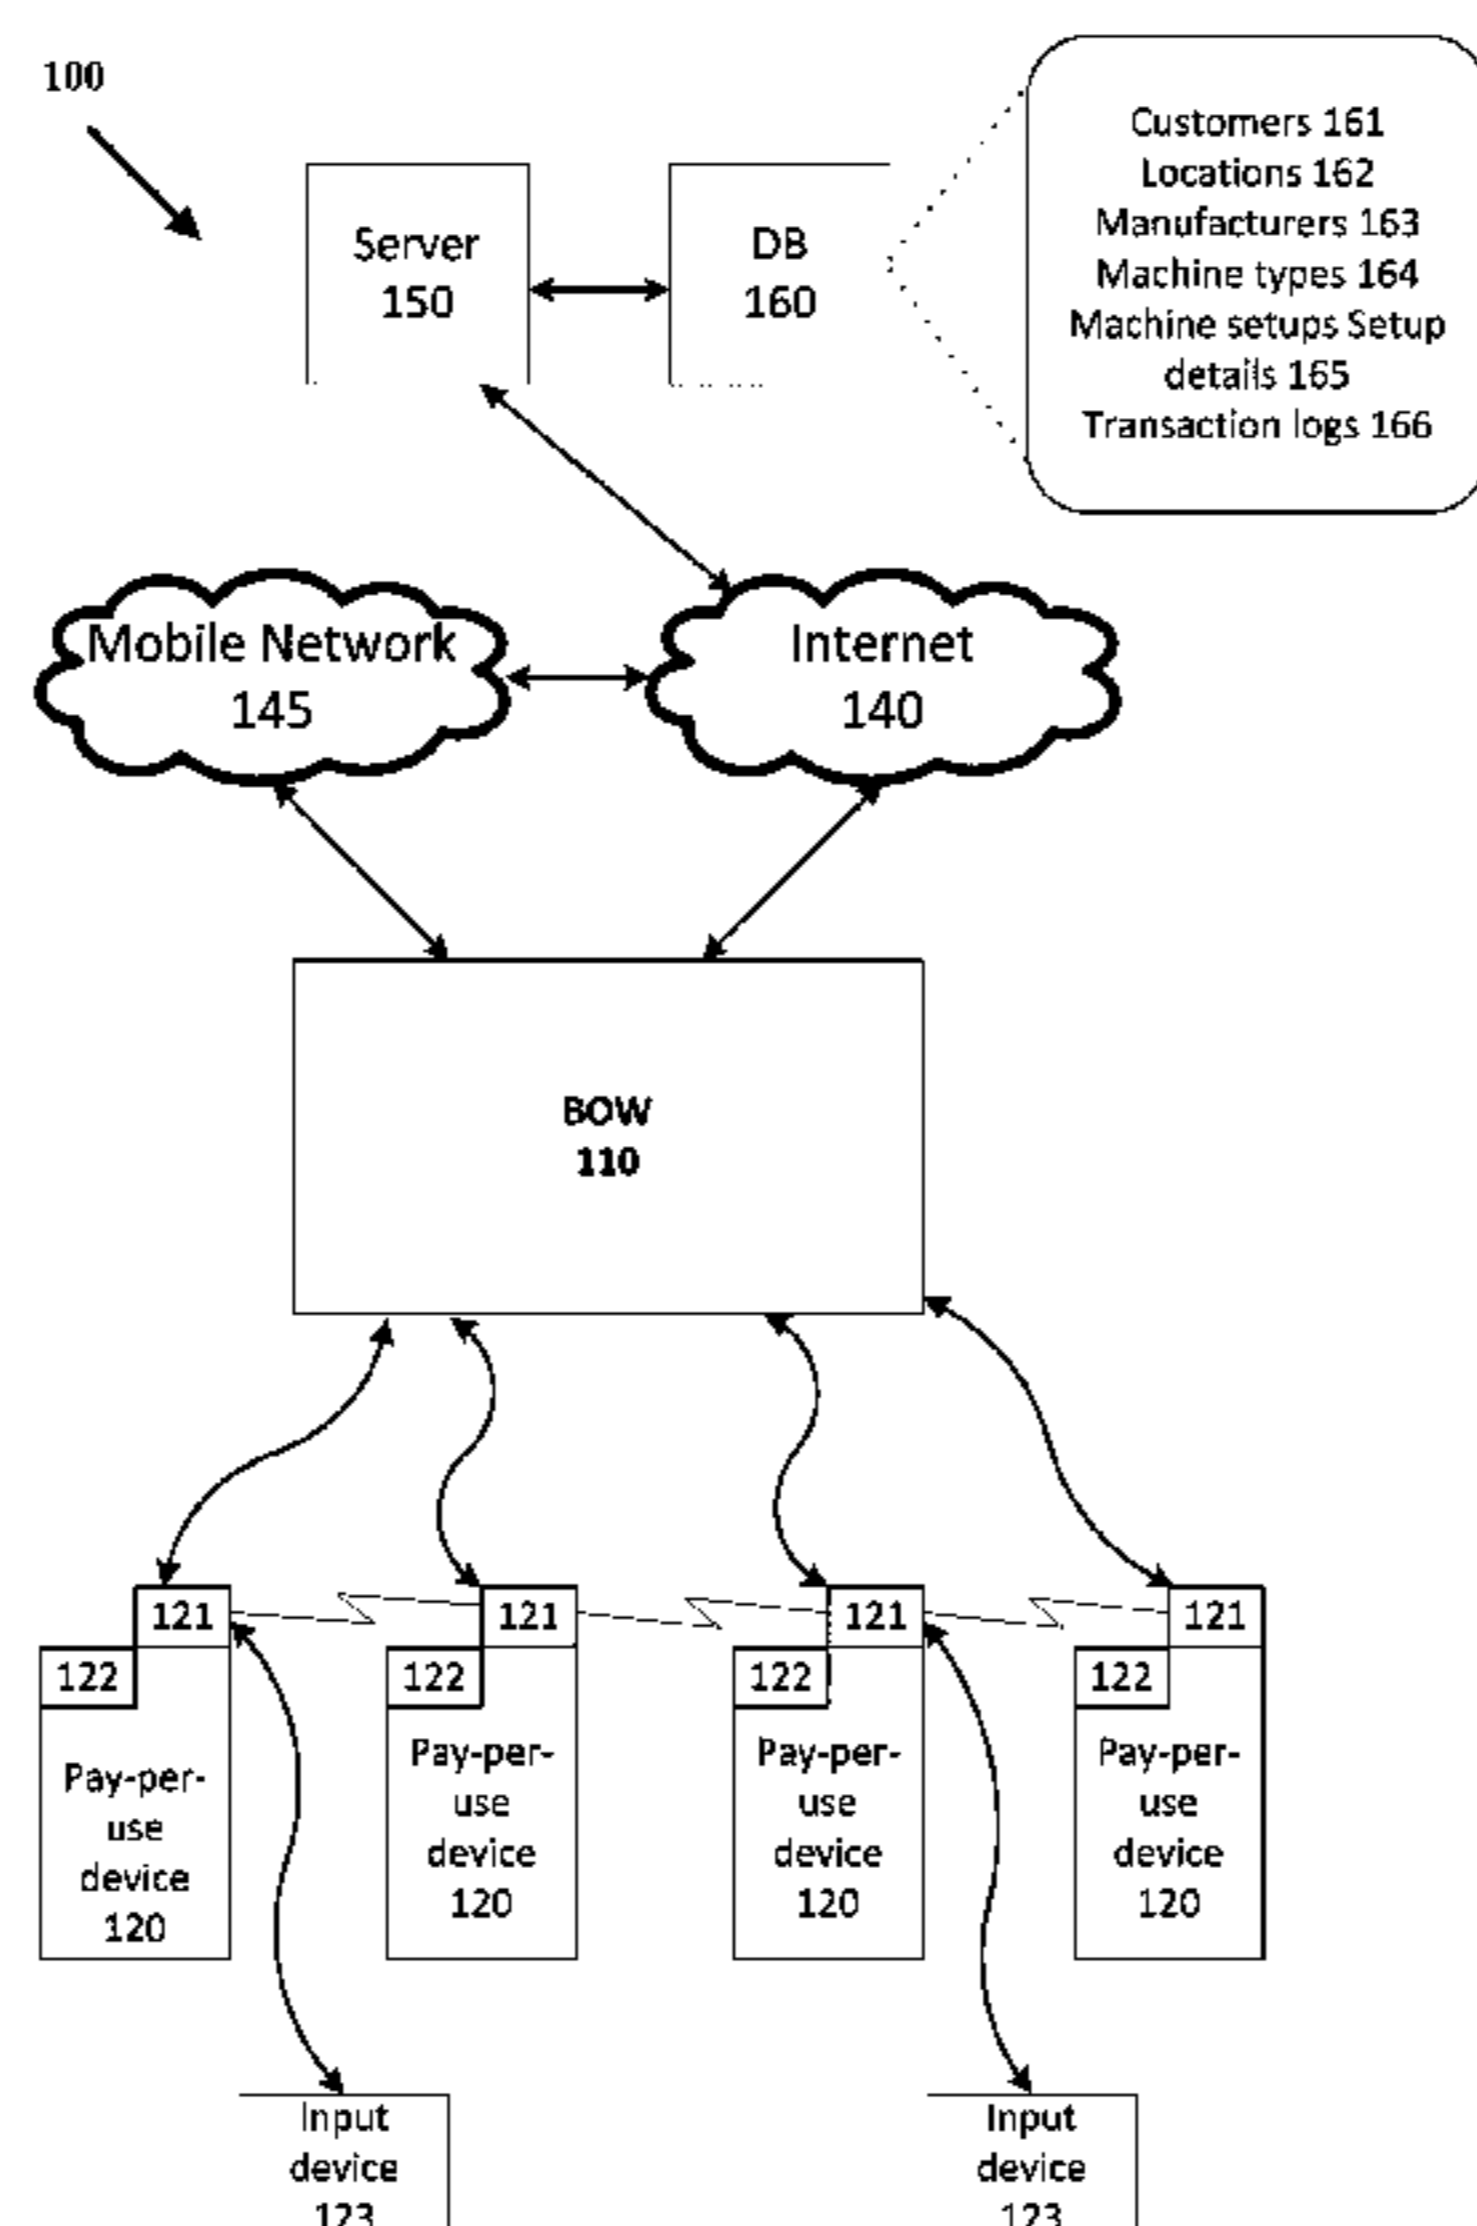 100
Customers 161
Locations 162
Manufacturers 163
Machine types 164
Machine setups Setup
details 165
Transaction logs 166
Server
150
DB
160
Mobile Network
145
Internet
140
BOW
110
121
121
121
121
122
122
122
122
Pay-per-
use
device
120
Pay-per-
use
device
120
Pay-per-
use
device
120
Pay-per-
use
device
120
Input
device
123
Input
device
123